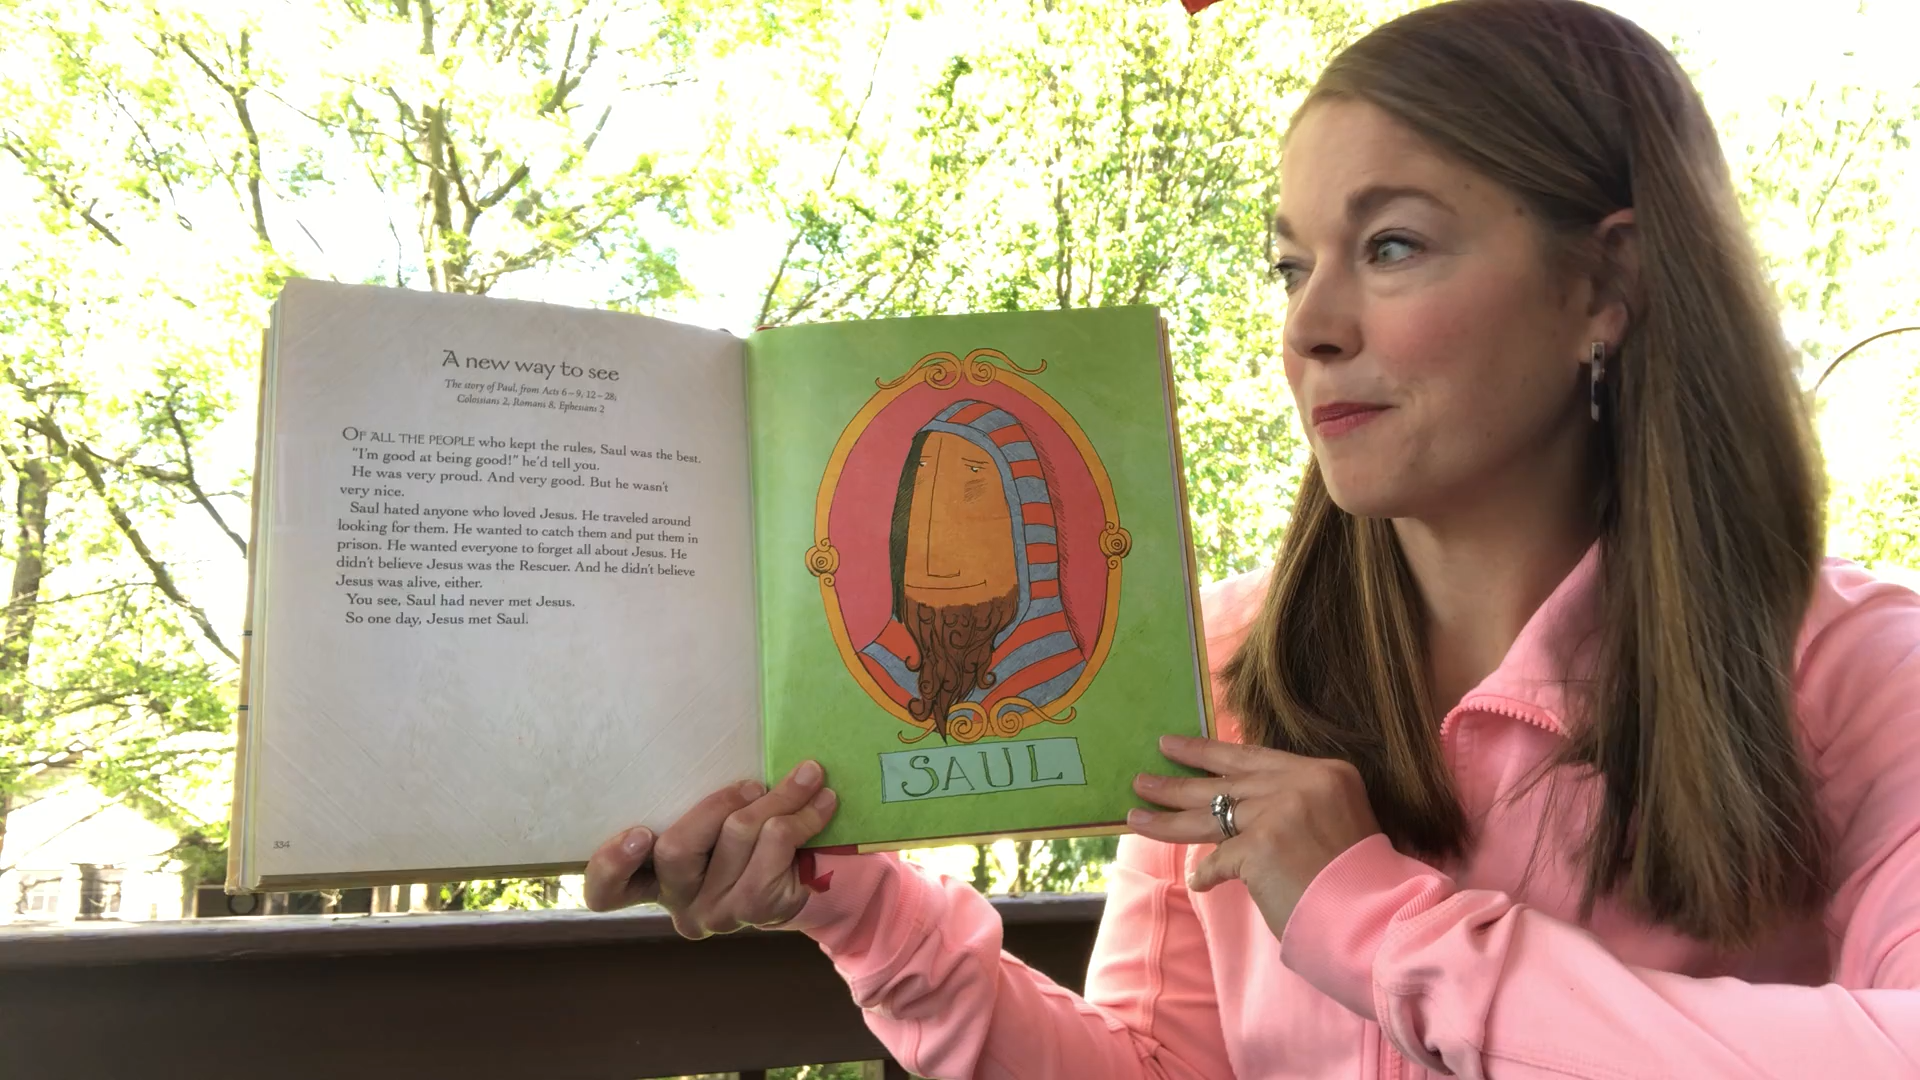 A new way to see
The story of Paul, from Acts 6 – 9, 12 – 28;
Colossians 2, Romans 8, Ephesians 2
OF ALL THE PEOPLE who kept the rules, Saul was the best.
"I'm good at being good!" he'd tell you.
He was very proud. And very good. But he wasn't
very nice.
Saul hated anyone who loved Jesus. He traveled around
looking for them. He wanted to catch them and put them in
prison. He wanted everyone to forget all about Jesus. He
didn't believe Jesus was the Rescuer. And he didn't believe
Jesus was alive, either.
You see, Saul had never met Jesus.
So one day, Jesus met Saul.
334
SAUL